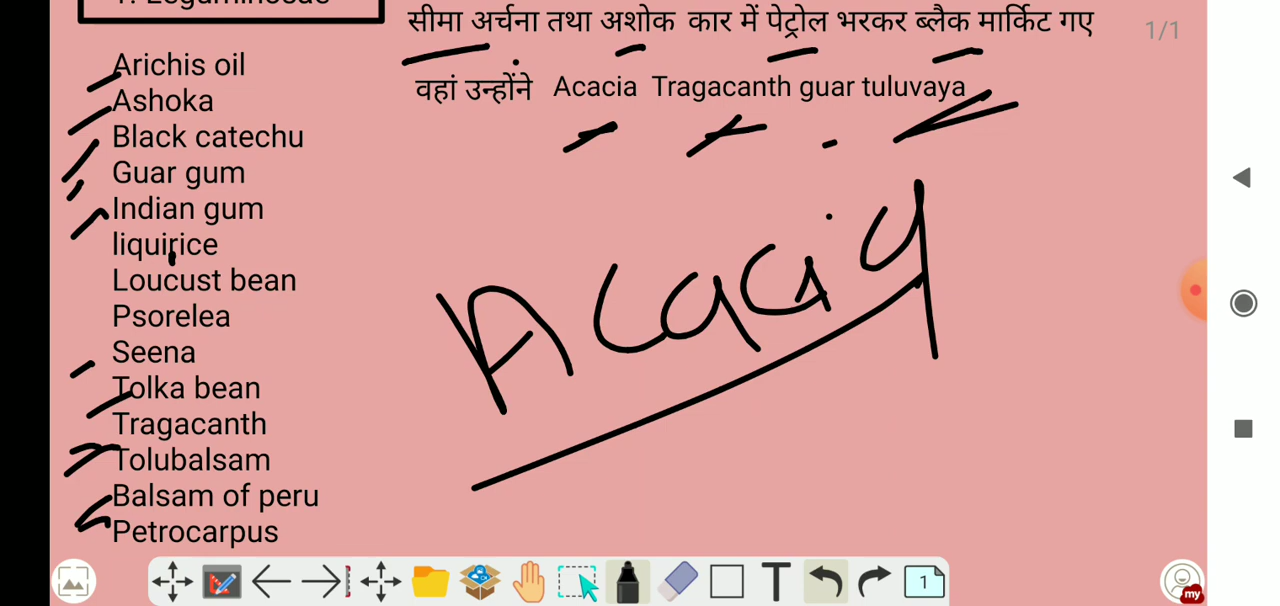 1. Legaminosae
Arichis oil
Ashoka
Black catechu
Guar gum
Indian gum
liquirice
Loucust bean
Psorelea
Seena
Tolka bean
Tragacanth
Tolubalsam
Balsam of peru
Petrocarpus
सीमा अर्चना तथा अशोक कार में पेट्रोल भरकर ब्लैक मार्किट गए
वहां उन्होंने Acacia Tragacanth guar tuluvaya
Acacia
1/1
T
1
my